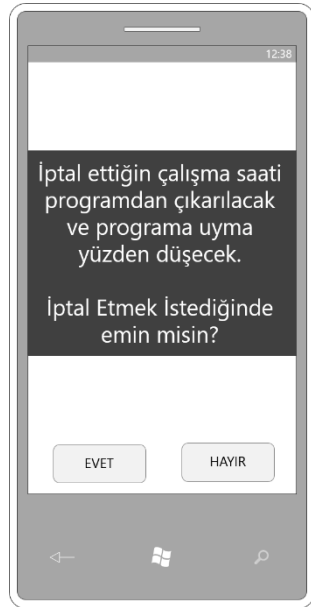 12:38
İptal ettiğin çalışma saati
programdan çıkarılacak
ve programa uyma
yüzden düşecek.
İptal Etmek İstediğinde
emin misin?
EVET
HAYIR